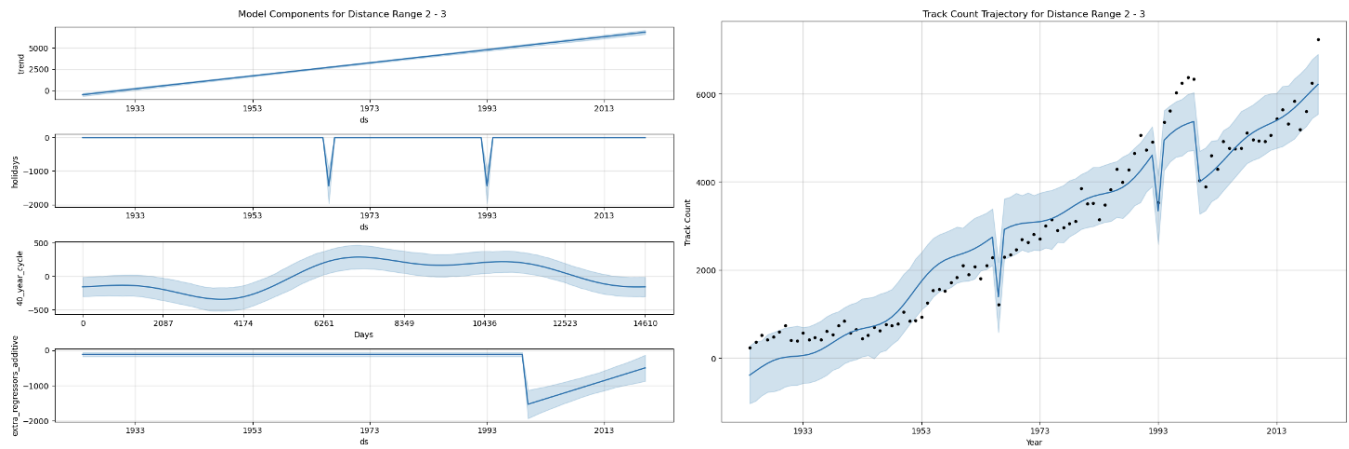 Model Components for Distance Range 2 - 3
trend
5000
2500
0
1933 1953 1973 1993 2013
ds
holidays
0
−1000
−2000
1933 1953 1973 1993 2013
ds
40_year_cycle
500
0
−500
0 2087 4174 6261 8349 10436 12523 14610
Days
extra_regressors_additive
0
−1000
−2000
1933 1953 1973 1993 2013
ds
Track Count Trajectory for Distance Range 2 - 3
Track Count
6000
4000
2000
0
1933 1953 1973 1993 2013
Year